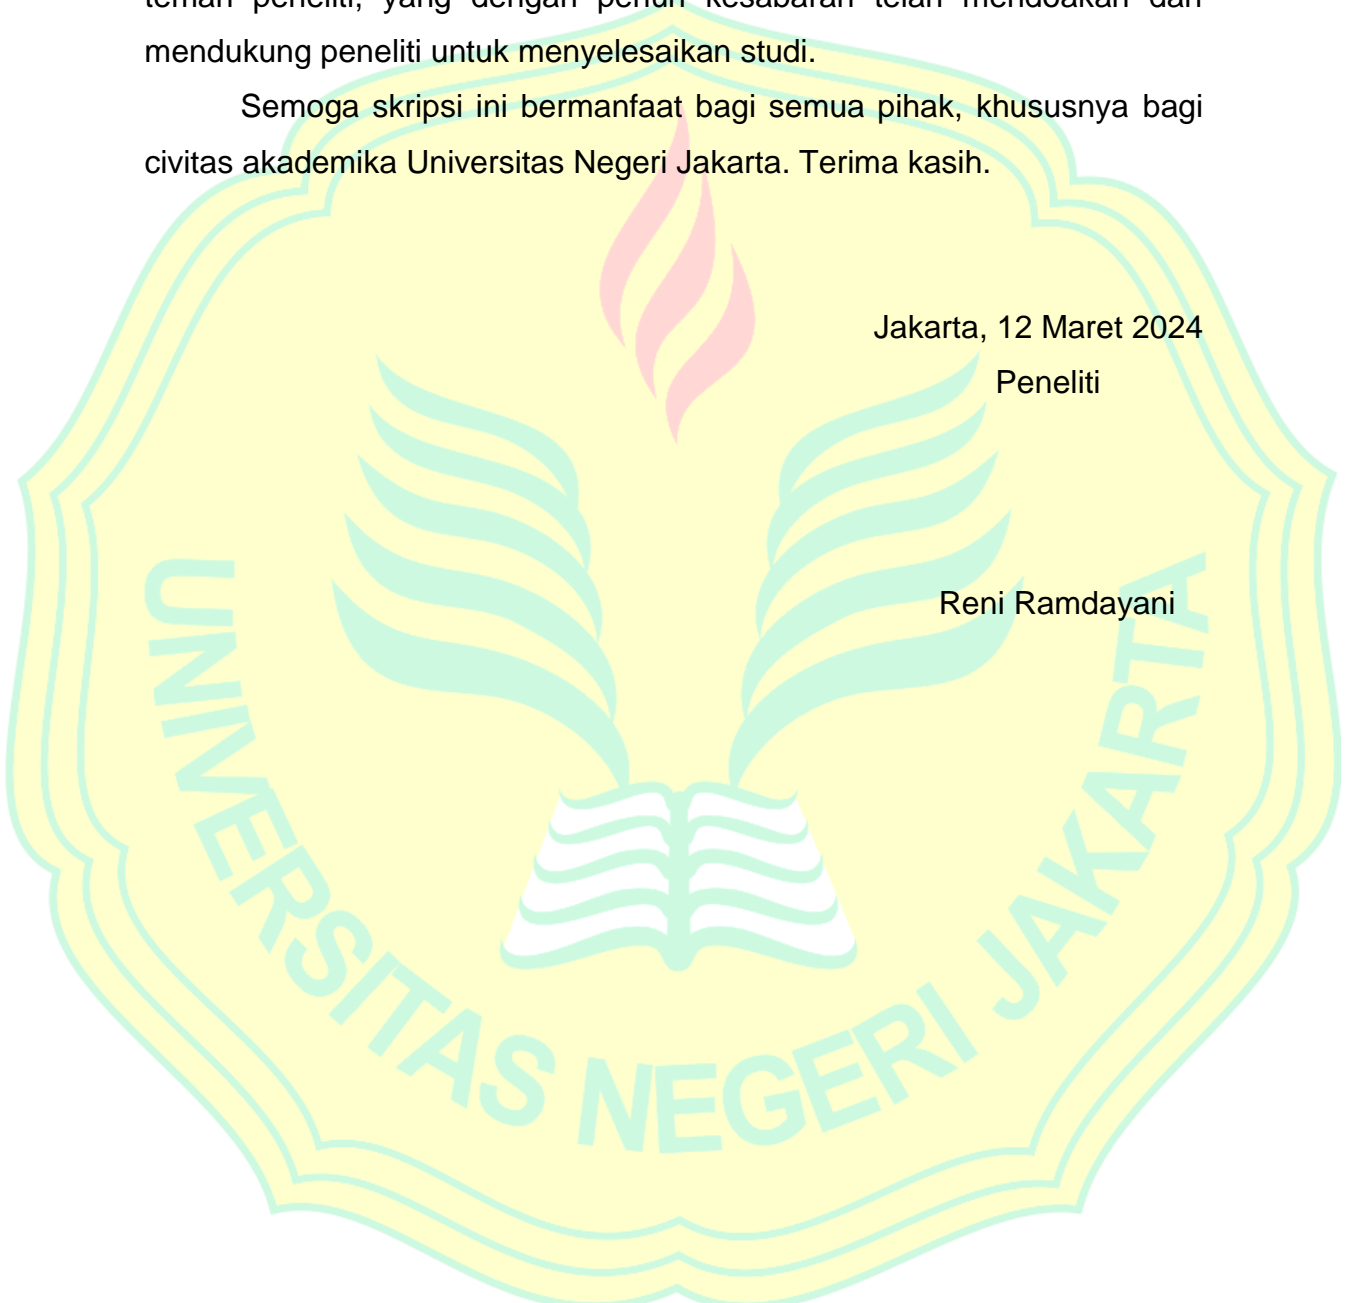 teman peneliti, yang dengan penuh kesabaran telah mendoakan dan
mendukung peneliti untuk menyelesaikan studi.
Semoga skripsi ini bermanfaat bagi semua pihak, khususnya bagi
civitas akademika Universitas Negeri Jakarta. Terima kasih.
Jakarta, 12 Maret 2024
Peneliti
Reni Ramdayani
UNIVERSITAS NEGERI JAKARTA